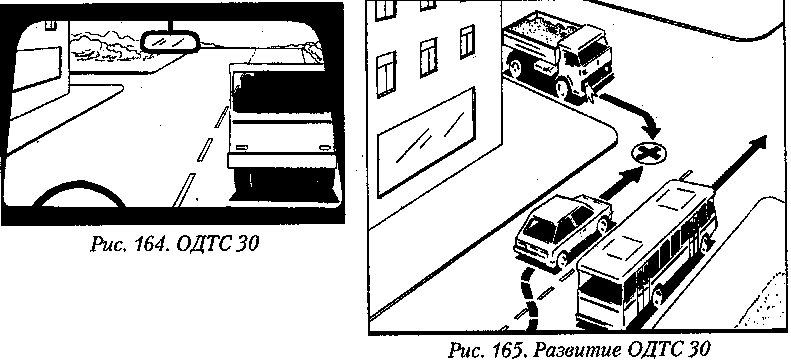 Рис. 164. ОДТС 30
Рис. 165. Развитие ОДТС 30